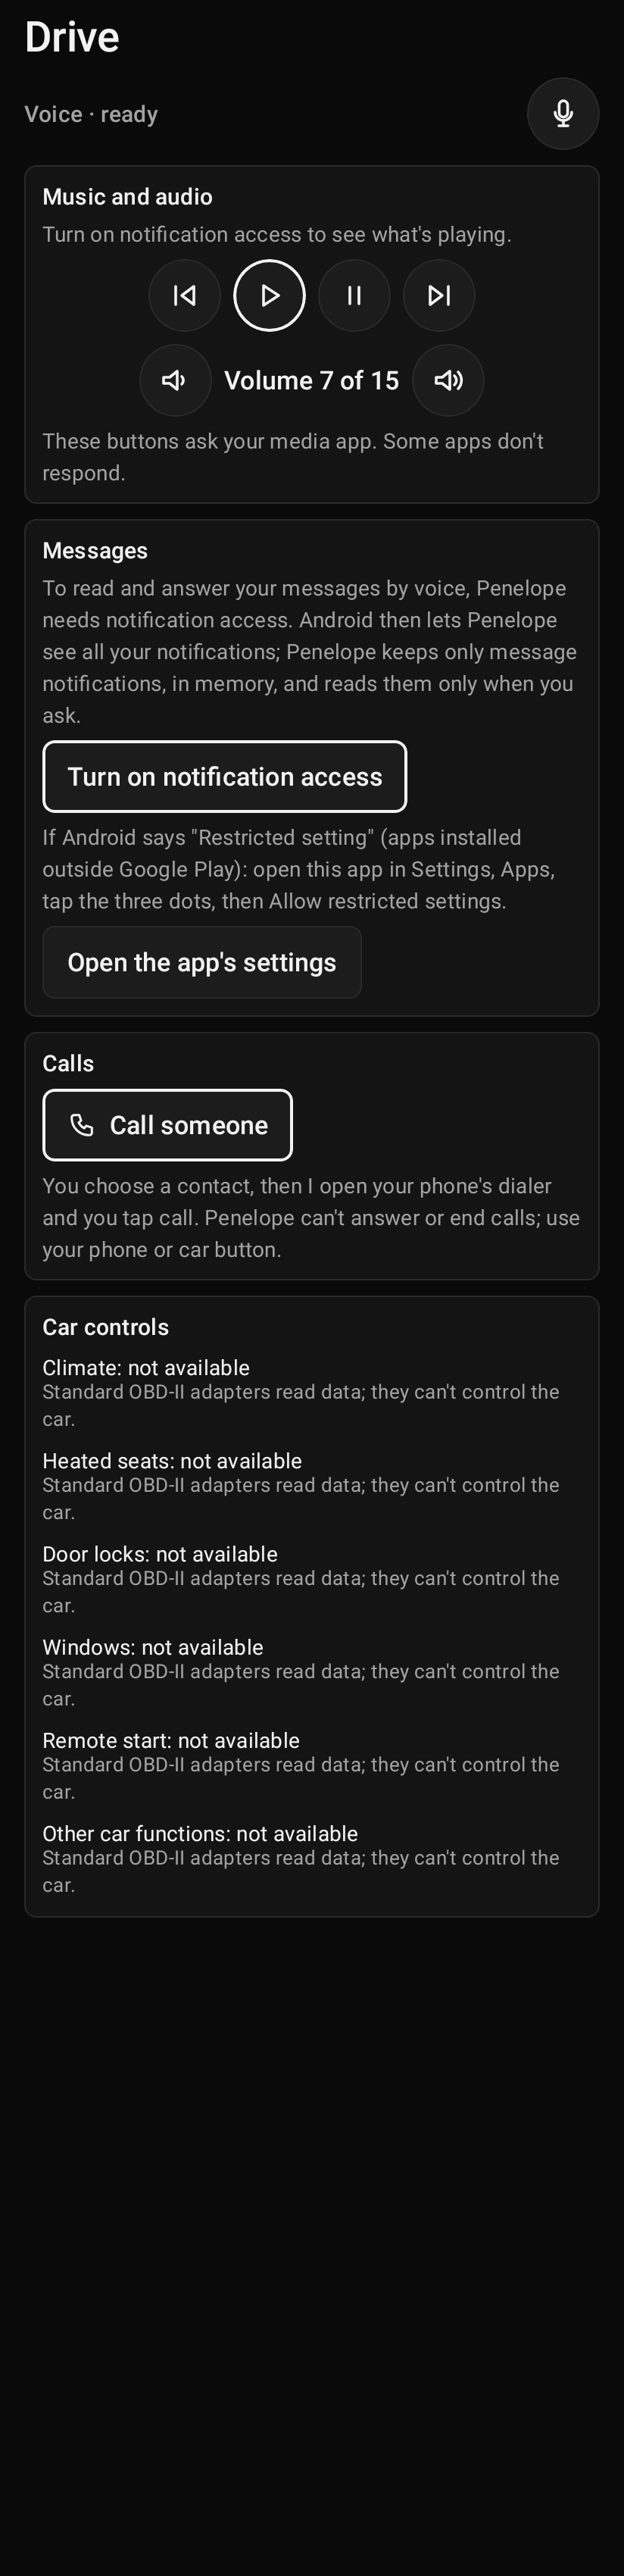 Drive
Voice · ready
Music and audio
Turn on notification access to see what's playing.
Volume 7 of 15
These buttons ask your media app. Some apps don't
respond.
Messages
To read and answer your messages by voice, Penelope
needs notification access. Android then lets Penelope
see all your notifications; Penelope keeps only message
notifications, in memory, and reads them only when you
ask.
Turn on notification access
If Android says "Restricted setting" (apps installed
outside Google Play): open this app in Settings, Apps,
tap the three dots, then Allow restricted settings.
Open the app's settings
Calls
Call someone
You choose a contact, then I open your phone's dialer
and you tap call. Penelope can't answer or end calls; use
your phone or car button.
Car controls
Climate: not available
Standard OBD-II adapters read data; they can't control the
car.
Heated seats: not available
Standard OBD-II adapters read data; they can't control the
car.
Door locks: not available
Standard OBD-II adapters read data; they can't control the
car.
Windows: not available
Standard OBD-II adapters read data; they can't control the
car.
Remote start: not available
Standard OBD-II adapters read data; they can't control the
car.
Other car functions: not available
Standard OBD-II adapters read data; they can't control the
car.